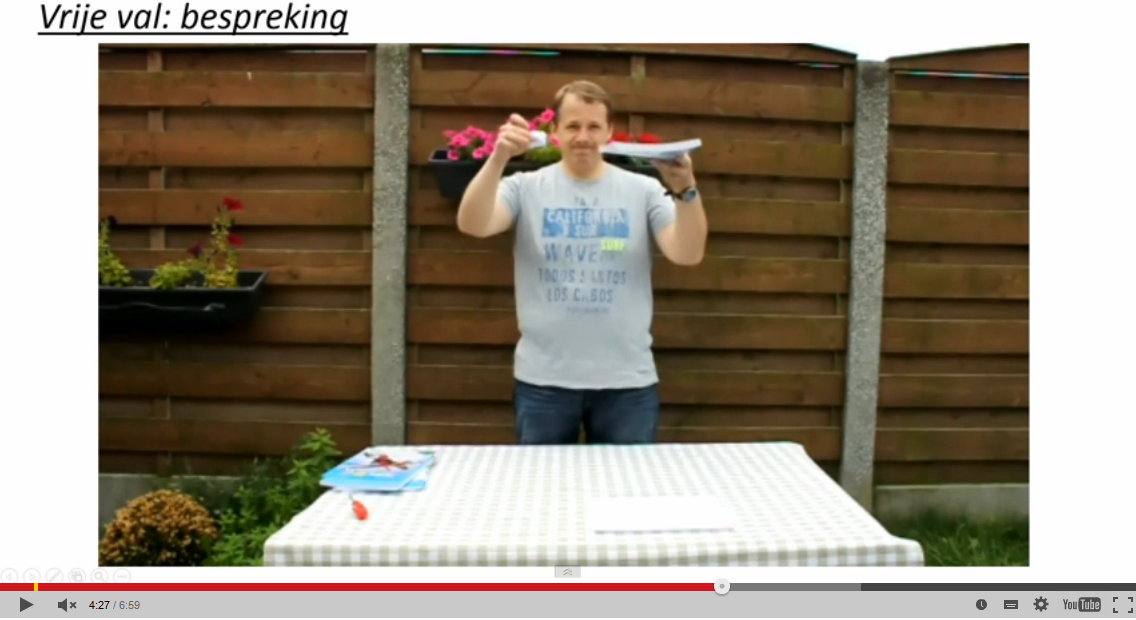 Vrije val: bespreking
CALIFORNIA
SURF
WAVE
SURF
TODOS SANTOS
LOS CABOS
4:27 / 6:59
YouTube